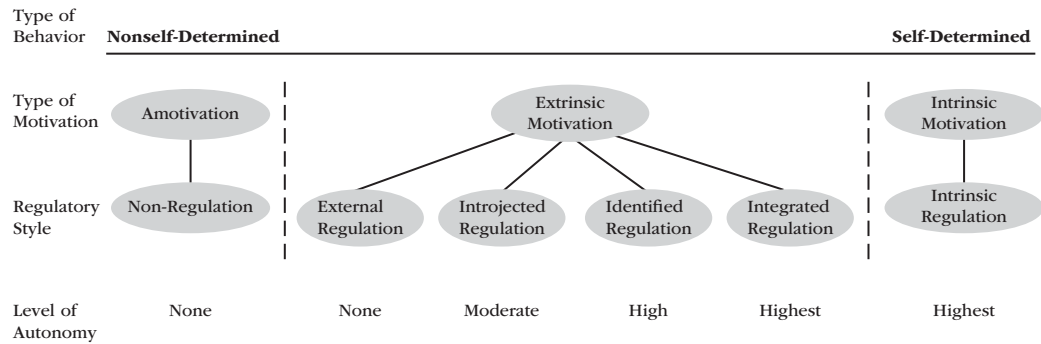 Type of
Behavior Nonself-Determined Self-Determined
Type of
Motivation
Amotivation
Extrinsic
Motivation
Intrinsic
Motivation
Regulatory
Style
Non-Regulation
External
Regulation
Introjected
Regulation
Identified
Regulation
Integrated
Regulation
Intrinsic
Regulation
Level of
Autonomy
None None Moderate High Highest Highest